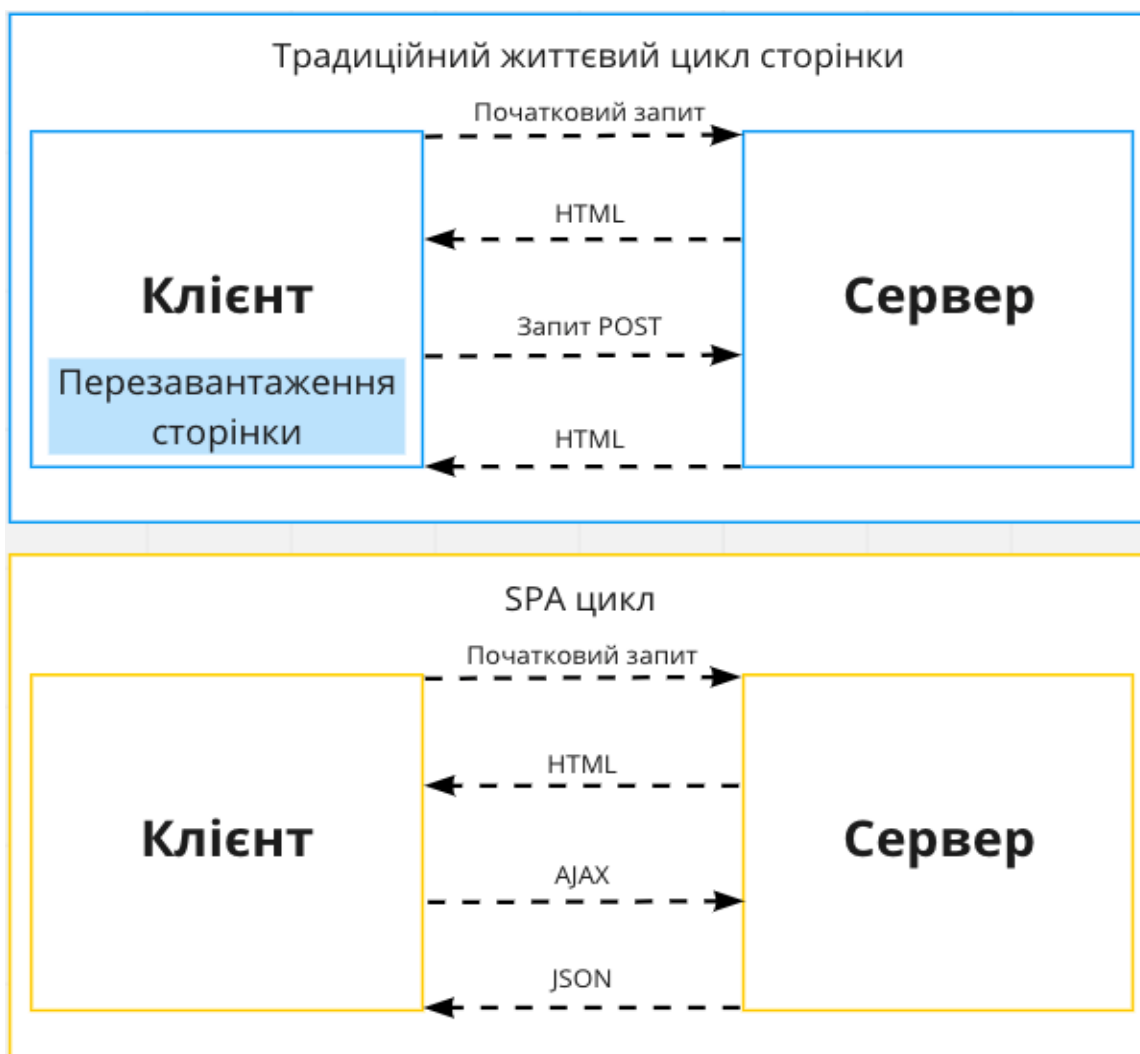 Традиційний життєвий цикл сторінки
Початковий запит
HTML
Клієнт
Сервер
Запит POST
Перезавантаження
сторінки
HTML
SPA цикл
Початковий запит
HTML
Клієнт
Сервер
AJAX
JSON